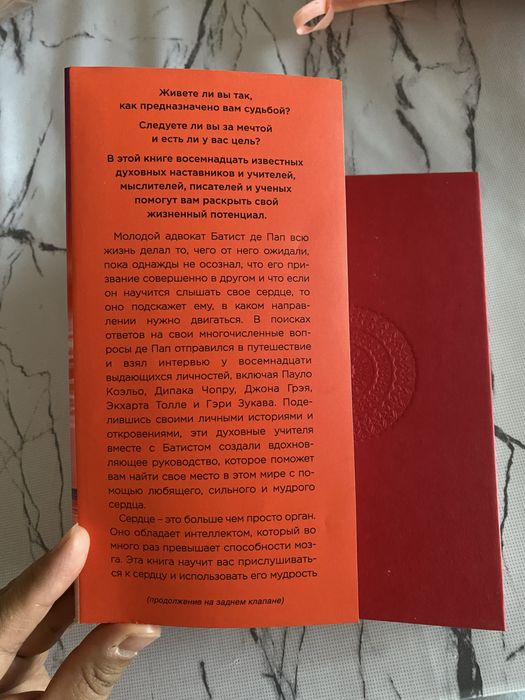 Живете ли вы так,
как предназначено вам судьбой?
Следуете ли вы за мечтой
и есть ли у вас цель?
В этой книге восемнадцать известных
духовных наставников и учителей,
мыслителей, писателей и ученых
помогут вам раскрыть свой
жизненный потенциал.
Молодой адвокат Батист де Пап всю
жизнь делал то, чего от него ожидали,
пока однажды не осознал, что его при-
звание совершенно в другом и что если
он научится слышать свое сердце, то
оно подскажет ему, в каком направ-
лении нужно двигаться. В поисках
ответов на свои многочисленные воп-
росы де Пап отправился в путешествие
и взял интервью у восемнадцати
выдающихся личностей, включая Пауло
Коэльо, Дипака Чопру, Джона Грэя,
Экхарта Толле и Гэри Зукава. Поде-
лившись своими личными историями и
откровениями, эти духовные учителя
вместе с Батистом создали вдохнов-
ляющее руководство, которое поможет
вам найти свое место в этом мире с по-
мощью любящего, сильного и мудрого
сердца.
Сердце – это больше чем просто орган.
Оно обладает интеллектом, который во
много раз превышает способности моз-
га. Эта книга научит вас прислушивать-
ся к сердцу и использовать его мудрость
(продолжение на заднем клапане)